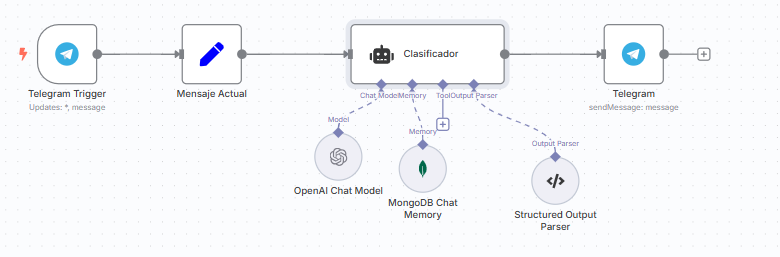 Telegram Trigger
Updates: *, message
Mensaje Actual
Clasificador
Telegram
sendMessage: message
Chat Model
Memory
Tool
Output Parser
Model
Memory
Output Parser
OpenAI Chat Model
MongoDB Chat
Memory
Structured Output
Parser